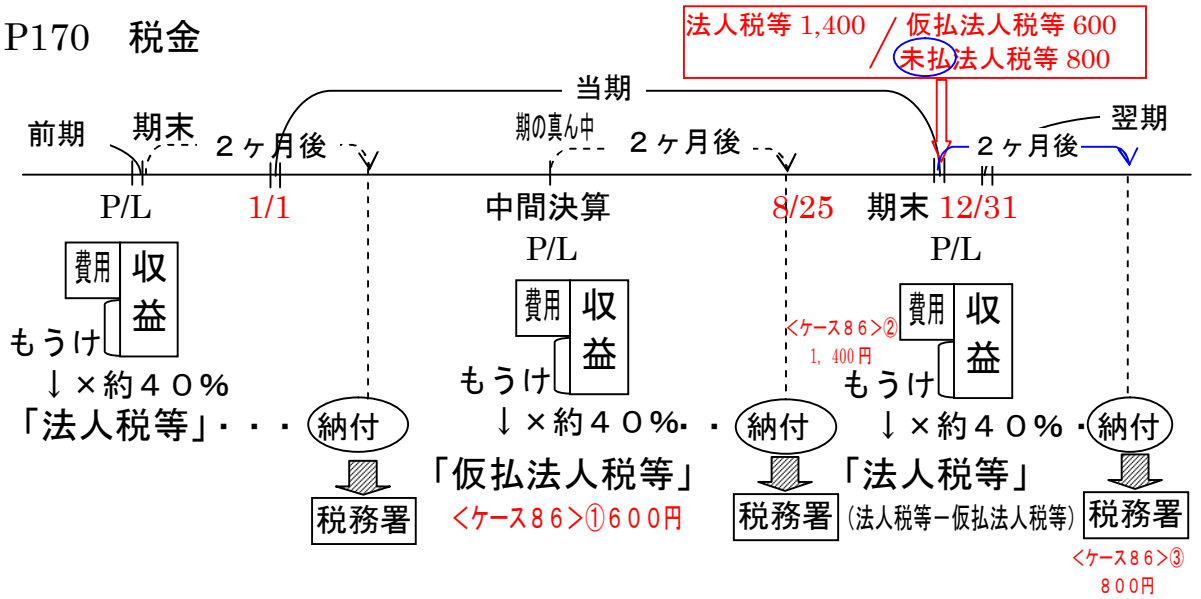 P170 税金
法人税等 1,400 / 仮払法人税等 600
/ 未払法人税等 800
当期
前期 期末 2ヶ月後 期の真ん中 2ヶ月後 2ヶ月後 翌期
P/L 1/1 中間決算 8/25 期末 12/31
P/L P/L
費用 収益
もうけ
↓×約40%
「法人税等」・・・ 納付
税務署
費用 収益
もうけ
↓×約40%・・ 納付
「仮払法人税等」
<ケース86>①600円
税務署
<ケース86>②
1,400円
費用 収益
もうけ
↓×約40%・ 納付
「法人税等」
(法人税等-仮払法人税等) 税務署
<ケース86>③
800円